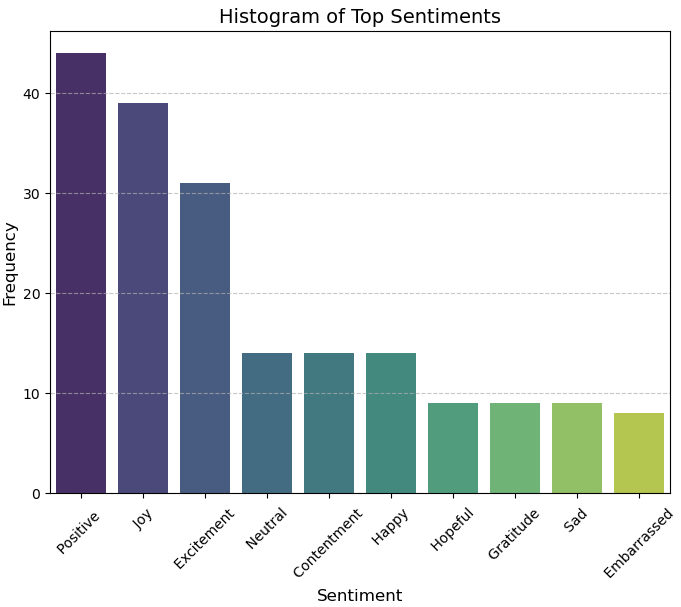 Histogram of Top Sentiments
Frequency
40
30
20
10
0
Positive
Joy
Excitement
Neutral
Contentment
Happy
Hopeful
Gratitude
Sad
Embarrassed
Sentiment